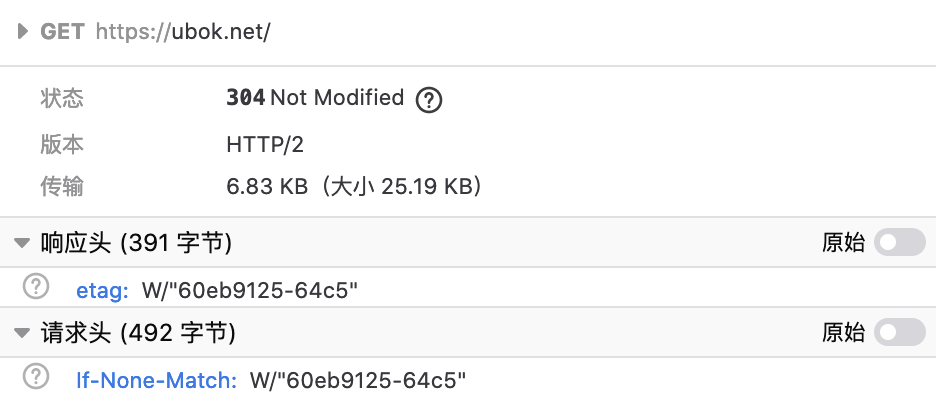 GET https://ubok.net/
状态 304 Not Modified ?
版本 HTTP/2
传输 6.83 KB（大小 25.19 KB）
响应头 (391 字节) 原始
? etag: W/"60eb9125-64c5"
请求头 (492 字节) 原始
? If-None-Match: W/"60eb9125-64c5"